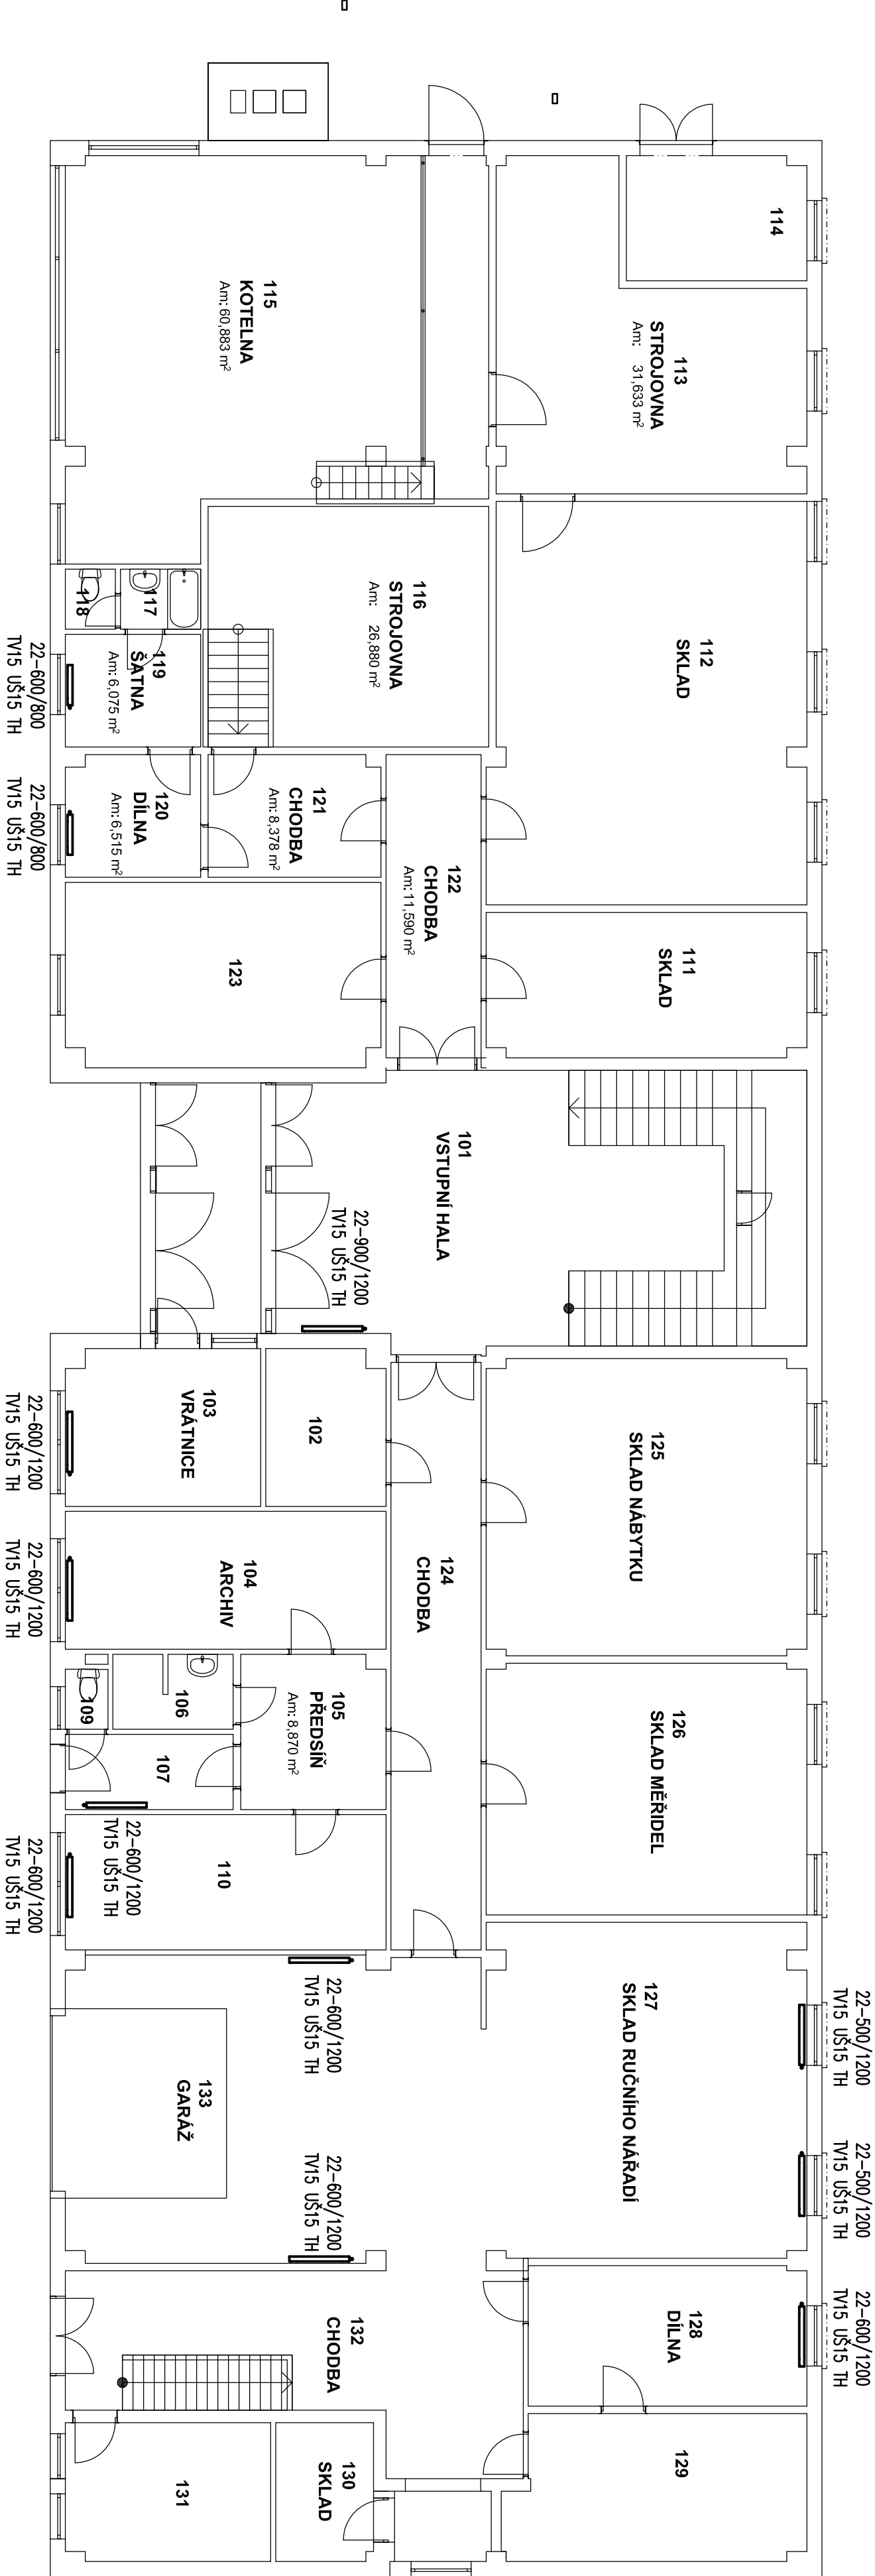 114
113
STROJOVNA
Am: 31,633 m²
115
KOTELNA
Am: 60,883 m²
112
SKLAD
116
STROJOVNA
Am: 26,880 m²
117
118
119
ŠATNA
Am: 6,075 m²
22-600/800
TV15 UŠ15 TH
120
DÍLNA
Am: 6,515 m²
22-600/800
TV15 UŠ15 TH
121
CHODBA
Am: 8,378 m²
122
CHODBA
Am: 11,590 m²
111
SKLAD
123
101
VSTUPNÍ HALA
22-900/1200
TV15 UŠ15 TH
103
VRÁTNICE
22-600/1200
TV15 UŠ15 TH
102
125
SKLAD NÁBYTKU
104
ARCHIV
22-600/1200
TV15 UŠ15 TH
124
CHODBA
105
PŘEDSÍŇ
Am: 8,870 m²
106
109
107
22-600/1200
TV15 UŠ15 TH
126
SKLAD MĚŘIDEL
110
22-600/1200
TV15 UŠ15 TH
22-600/1200
TV15 UŠ15 TH
127
SKLAD RUČNÍHO NÁŘADÍ
22-500/1200
TV15 UŠ15 TH
22-500/1200
TV15 UŠ15 TH
133
GARÁŽ
22-600/1200
TV15 UŠ15 TH
128
DÍLNA
22-600/1200
TV15 UŠ15 TH
132
CHODBA
129
130
SKLAD
131